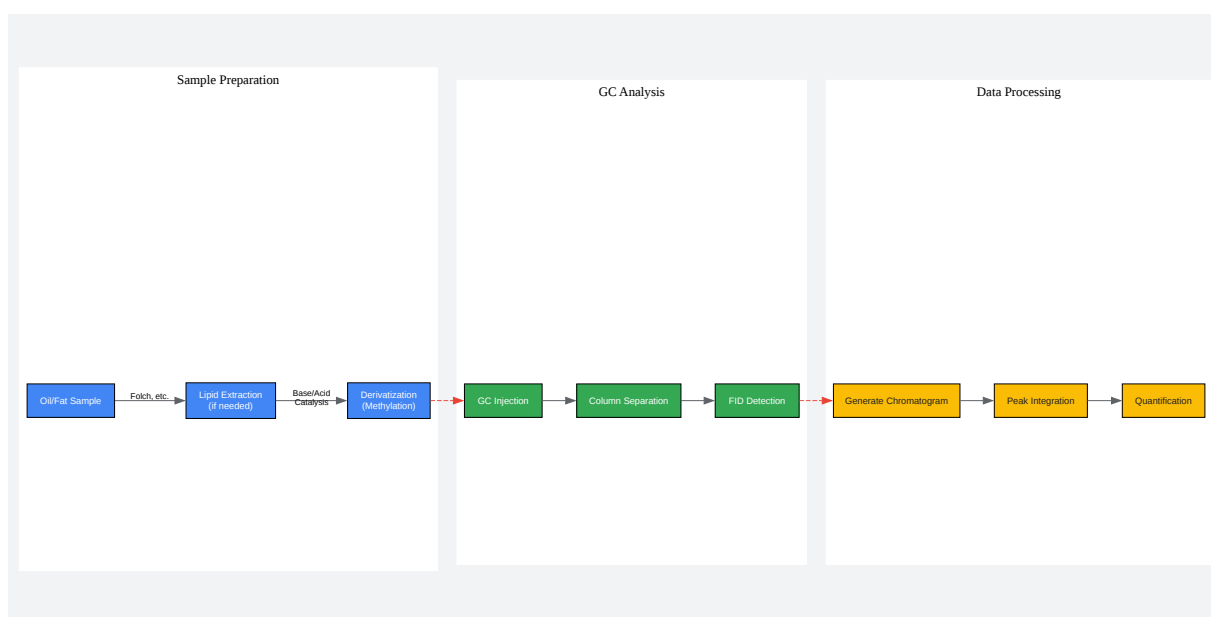 Sample Preparation
GC Analysis
Data Processing
Oil/Fat Sample
Folch, etc.
Lipid Extraction
(if needed)
Base/Acid
Catalysis
Derivatization
(Methylation)
GC Injection
Column Separation
FID Detection
Generate Chromatogram
Peak Integration
Quantification